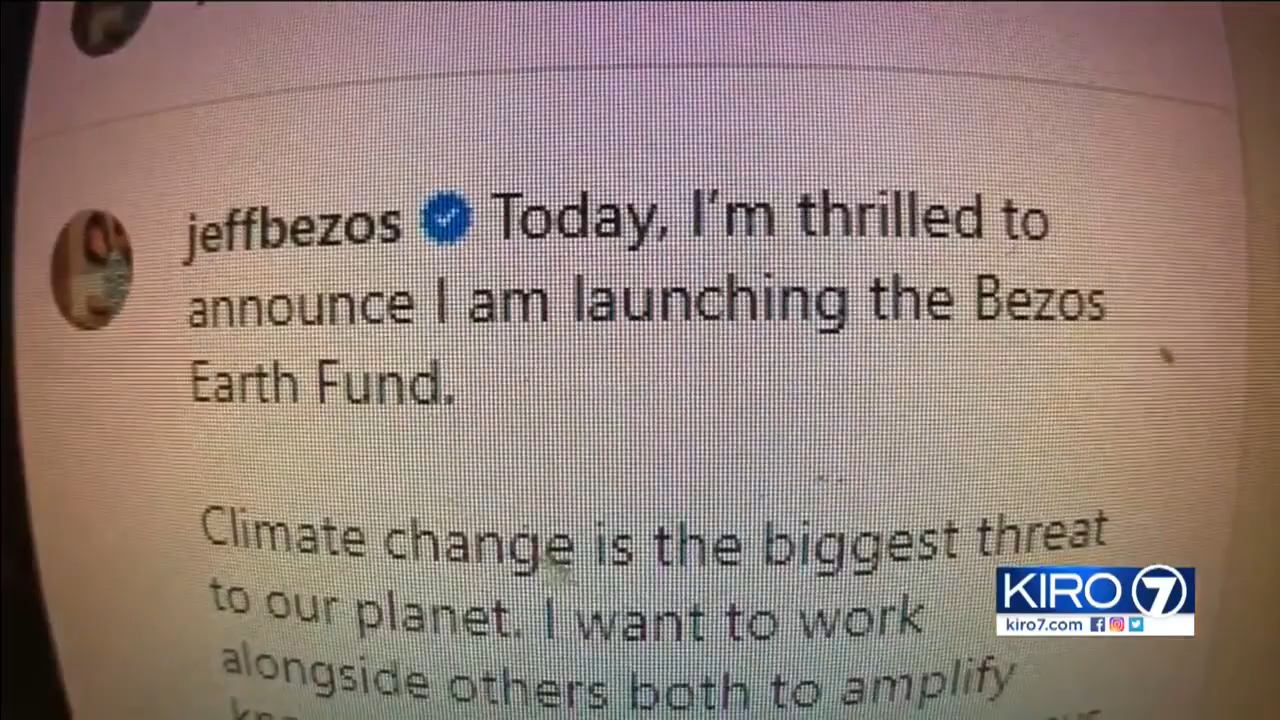 jeffbezos Today, I'm thrilled to
announce I am launching the Bezos
Earth Fund.
Climate change is the biggest threat
to our planet. I want to work
alongside others both to amplify
KIRO 7
kiro7.com